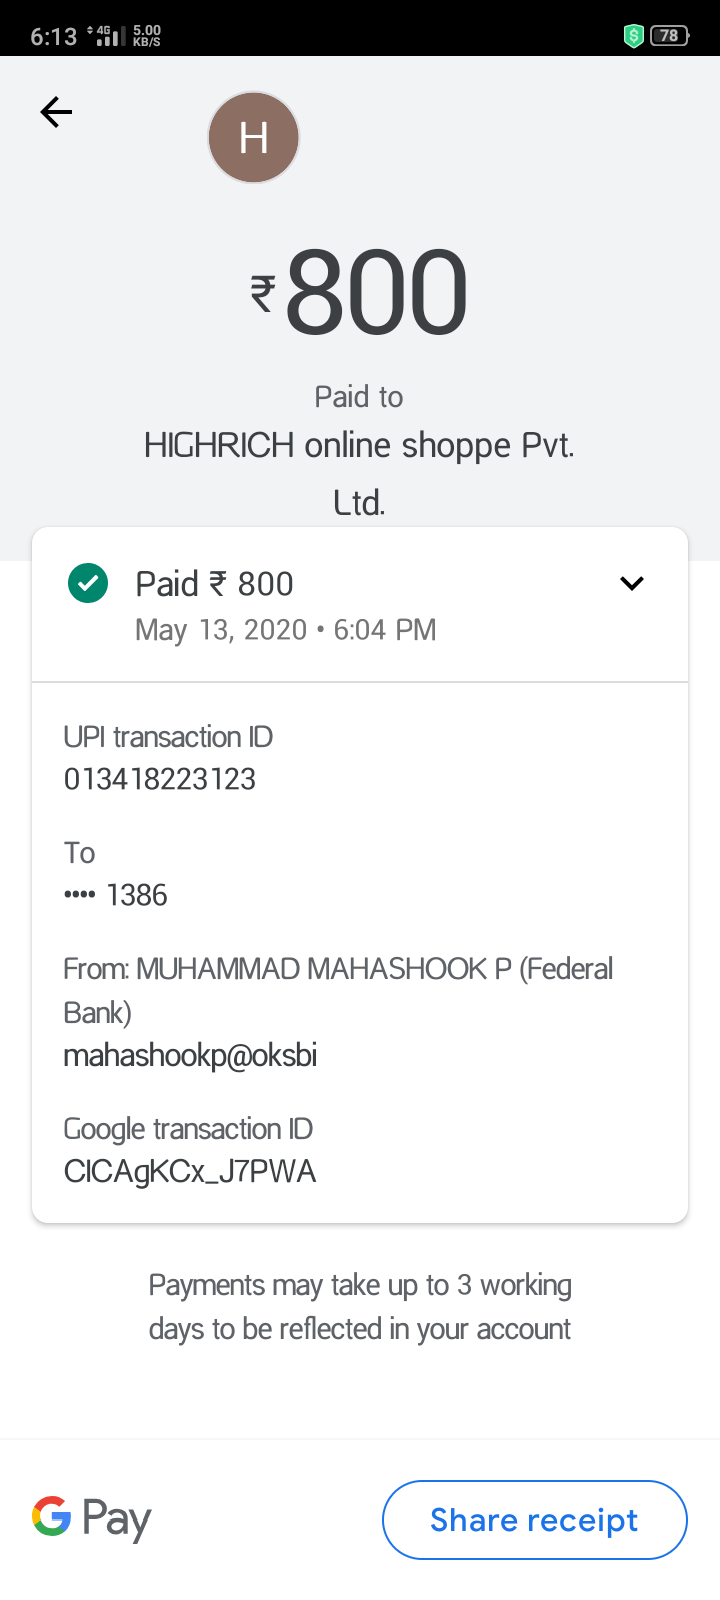 6:13 4G 5.00 KB/S 78
H
₹800
Paid to
HIGHRICH online shoppe Pvt.
Ltd.
Paid ₹ 800
May 13, 2020 • 6:04 PM
UPI transaction ID
013418223123
To
•••• 1386
From: MUHAMMAD MAHASHOOK P (Federal
Bank)
mahashookp@oksbi
Google transaction ID
CICAgKCx_J7PWA
Payments may take up to 3 working
days to be reflected in your account
G Pay
Share receipt